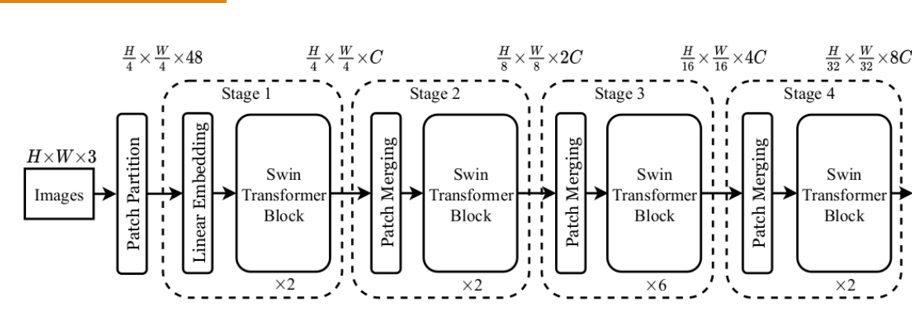 H/4 × W/4 ×48
H/4 × W/4 ×C
H/8 × W/8 ×2C
H/16 × W/16 ×4C
H/32 × W/32 ×8C
Stage 1
Stage 2
Stage 3
Stage 4
H×W×3
Images
Patch Partition
Linear Embedding
Swin
Transformer
Block
×2
Patch Merging
Swin
Transformer
Block
×2
Patch Merging
Swin
Transformer
Block
×6
Patch Merging
Swin
Transformer
Block
×2